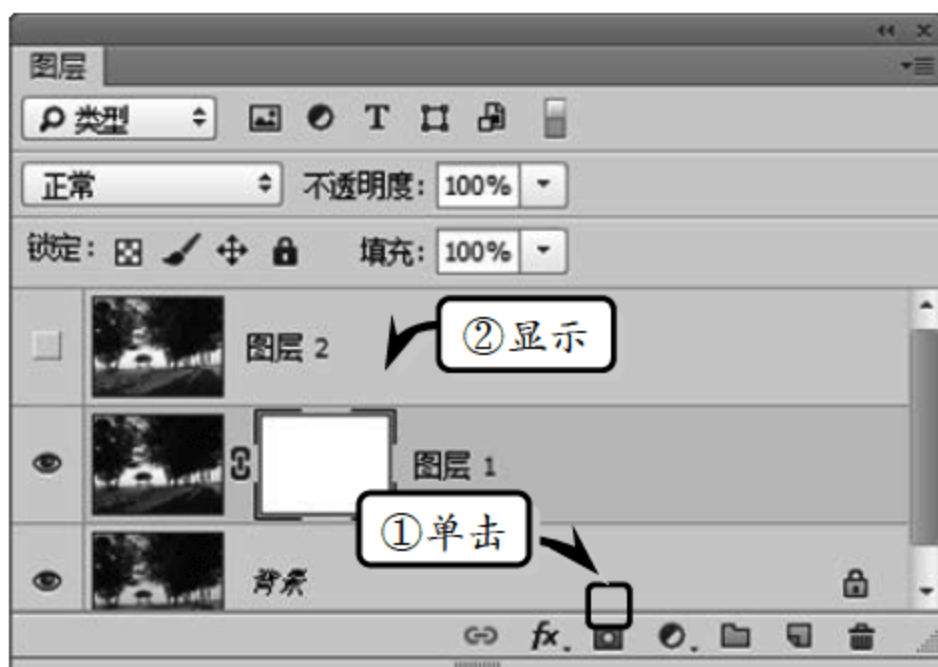 图层
类型
T
正常
不透明度：100%
锁定：
填充：100%
图层 2
②显示
图层 1
①单击
背景
fx.